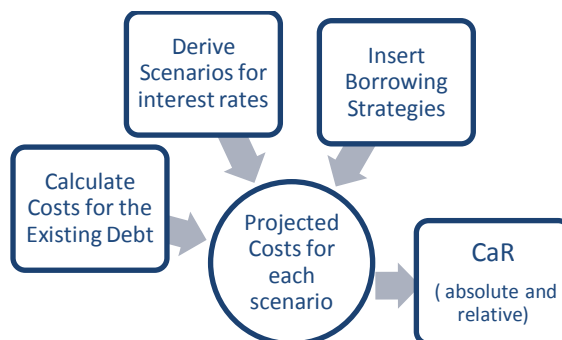 Derive
Scenarios for
interest rates
Insert
Borrowing
Strategies
Calculate
Costs for the
Existing Debt
Projected
Costs for
each
scenario
CaR
( absolute and
relative)